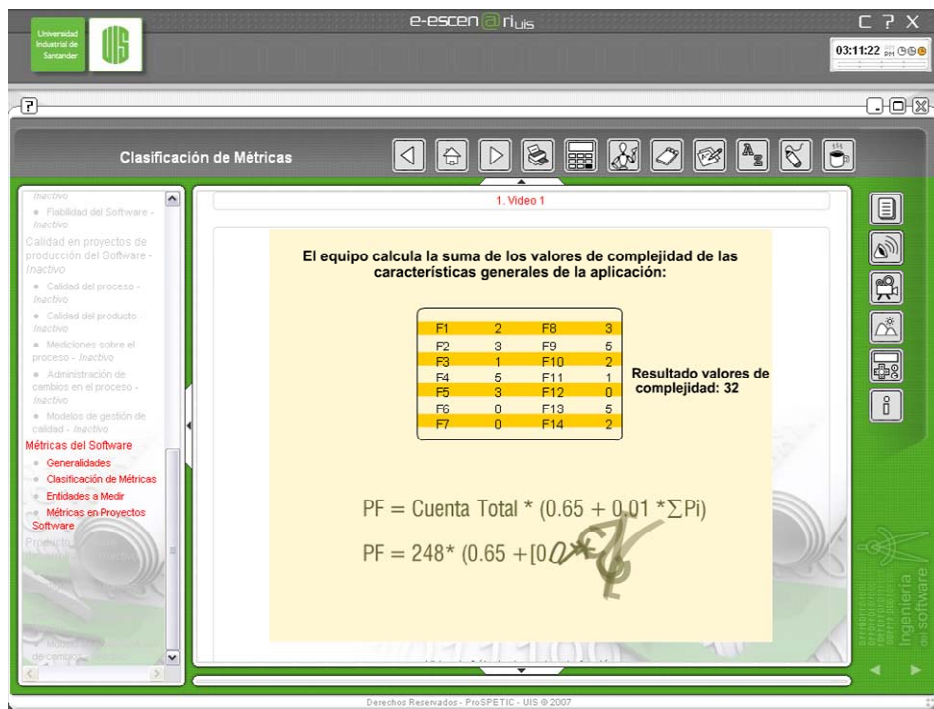 Universidad
Industrial de
Santander
UIS
e-escen@riuis
C ? X
03:11:22 PM
?
Clasificación de Métricas
A Z
Inactivo
Fiabilidad del Software -
Inactivo
Calidad en proyectos de
producción del Software -
Inactivo
Calidad del proceso -
Inactivo
Calidad del producto -
Inactivo
Mediciones sobre el
proceso - Inactivo
Administración de
cambios en el proceso -
Inactivo
Modelos de gestión de
calidad - Inactivo
Métricas del Software
Generalidades
Clasificación de Métricas
Entidades a Medir
Métricas en Proyectos
Software
1. Video 1
El equipo calcula la suma de los valores de complejidad de las
características generales de la aplicación:
F1 2 F8 3
F2 3 F9 5
F3 1 F10 2
F4 5 F11 1
F5 3 F12 0
F6 0 F13 5
F7 0 F14 2
Resultado valores de
complejidad: 32
PF = Cuenta Total * (0.65 + 0.01 *∑Pi)
PF = 248* (0.65 +[0.0
Ingeniería
del software
Derechos Reservados - ProSPETIC - UIS @ 2007